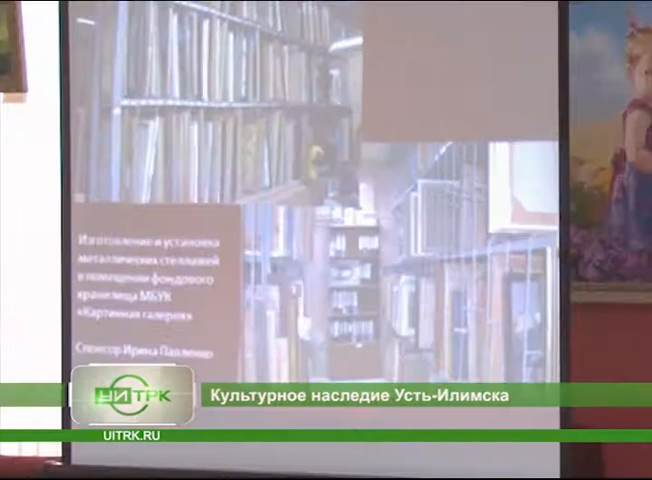 Изготовление и установка
металлических стеллажей
в помещении фондового
хранилища МБУК
«Картинная галерея»
Спонсор Ирина Павленко
УИТРК
Культурное наследие Усть-Илимска
UITRK.RU